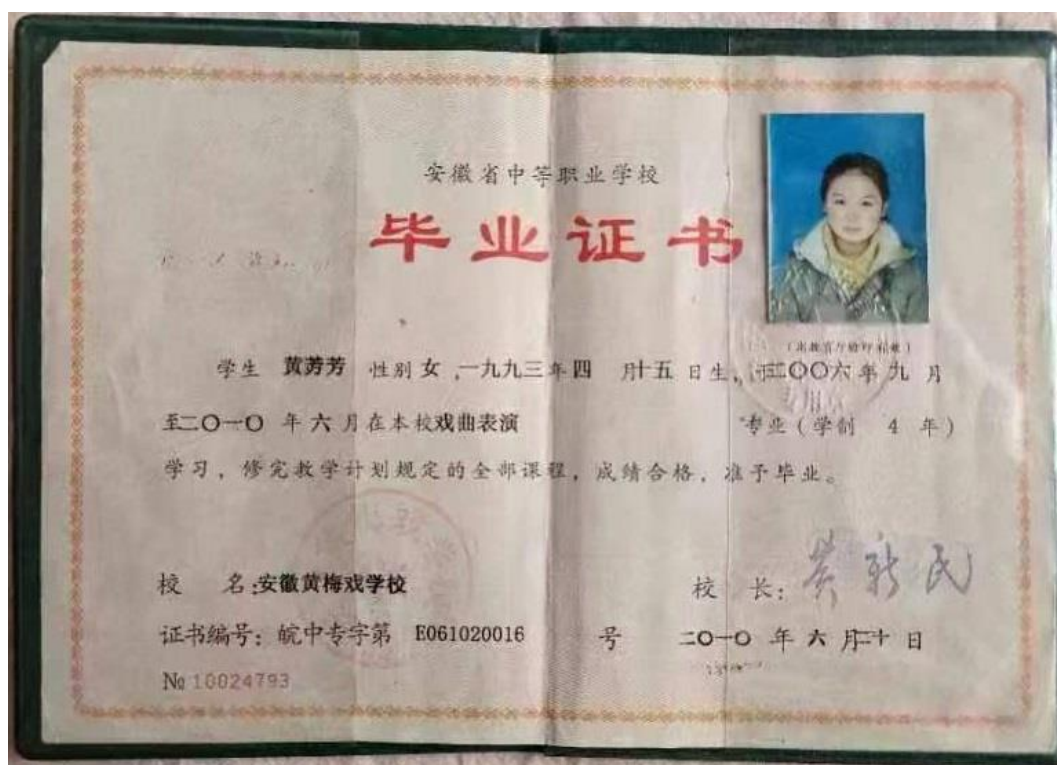 安徽省中等职业学校
毕业证书
学生 黄芳芳 性别 女 ,一九九三年四 月十五 日生,于二〇〇六年九月
至二〇一〇 年 六 月在本校戏曲表演 专业(学制 4 年)
学习,修完教学计划规定的全部课程,成绩合格,准予毕业。
校 名:安徽黄梅戏学校
校 长:
证书编号:皖中专字第 E061020016 号
二〇一〇 年 六 月二十 日
№ 10024793